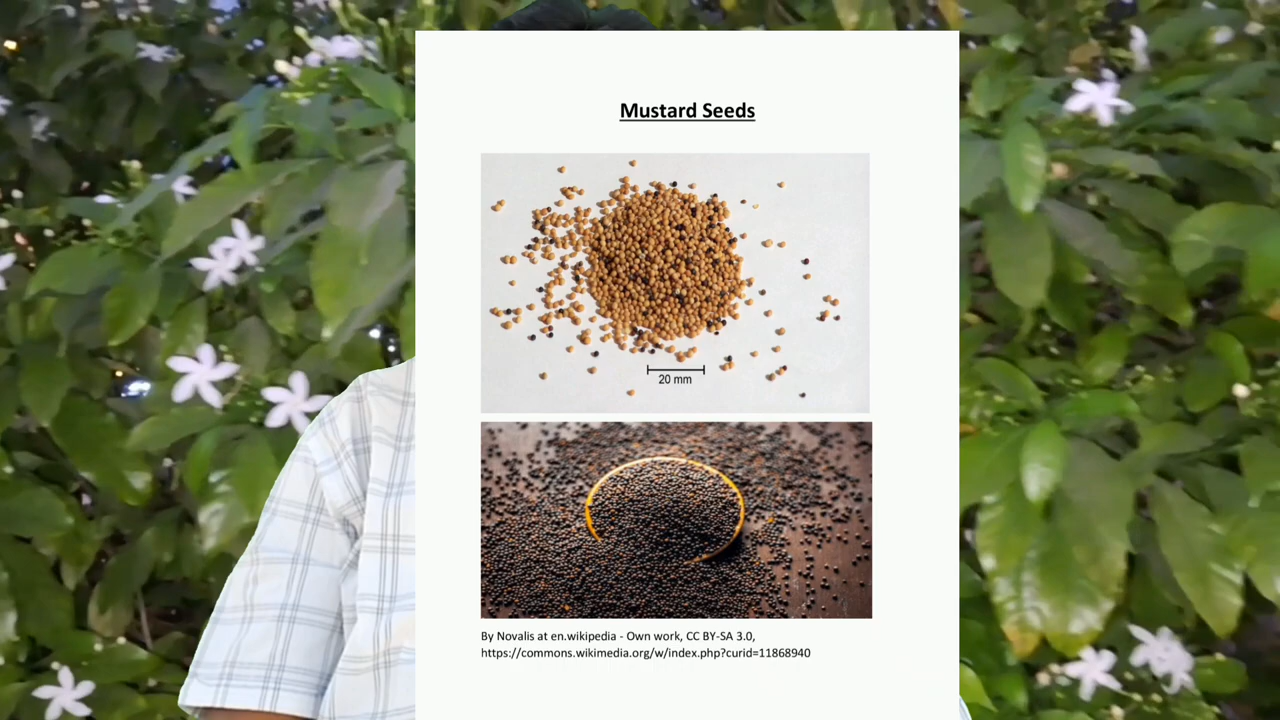 Mustard Seeds
20 mm
By Novalis at en.wikipedia - Own work, CC BY-SA 3.0,
https://commons.wikimedia.org/w/index.php?curid=11868940